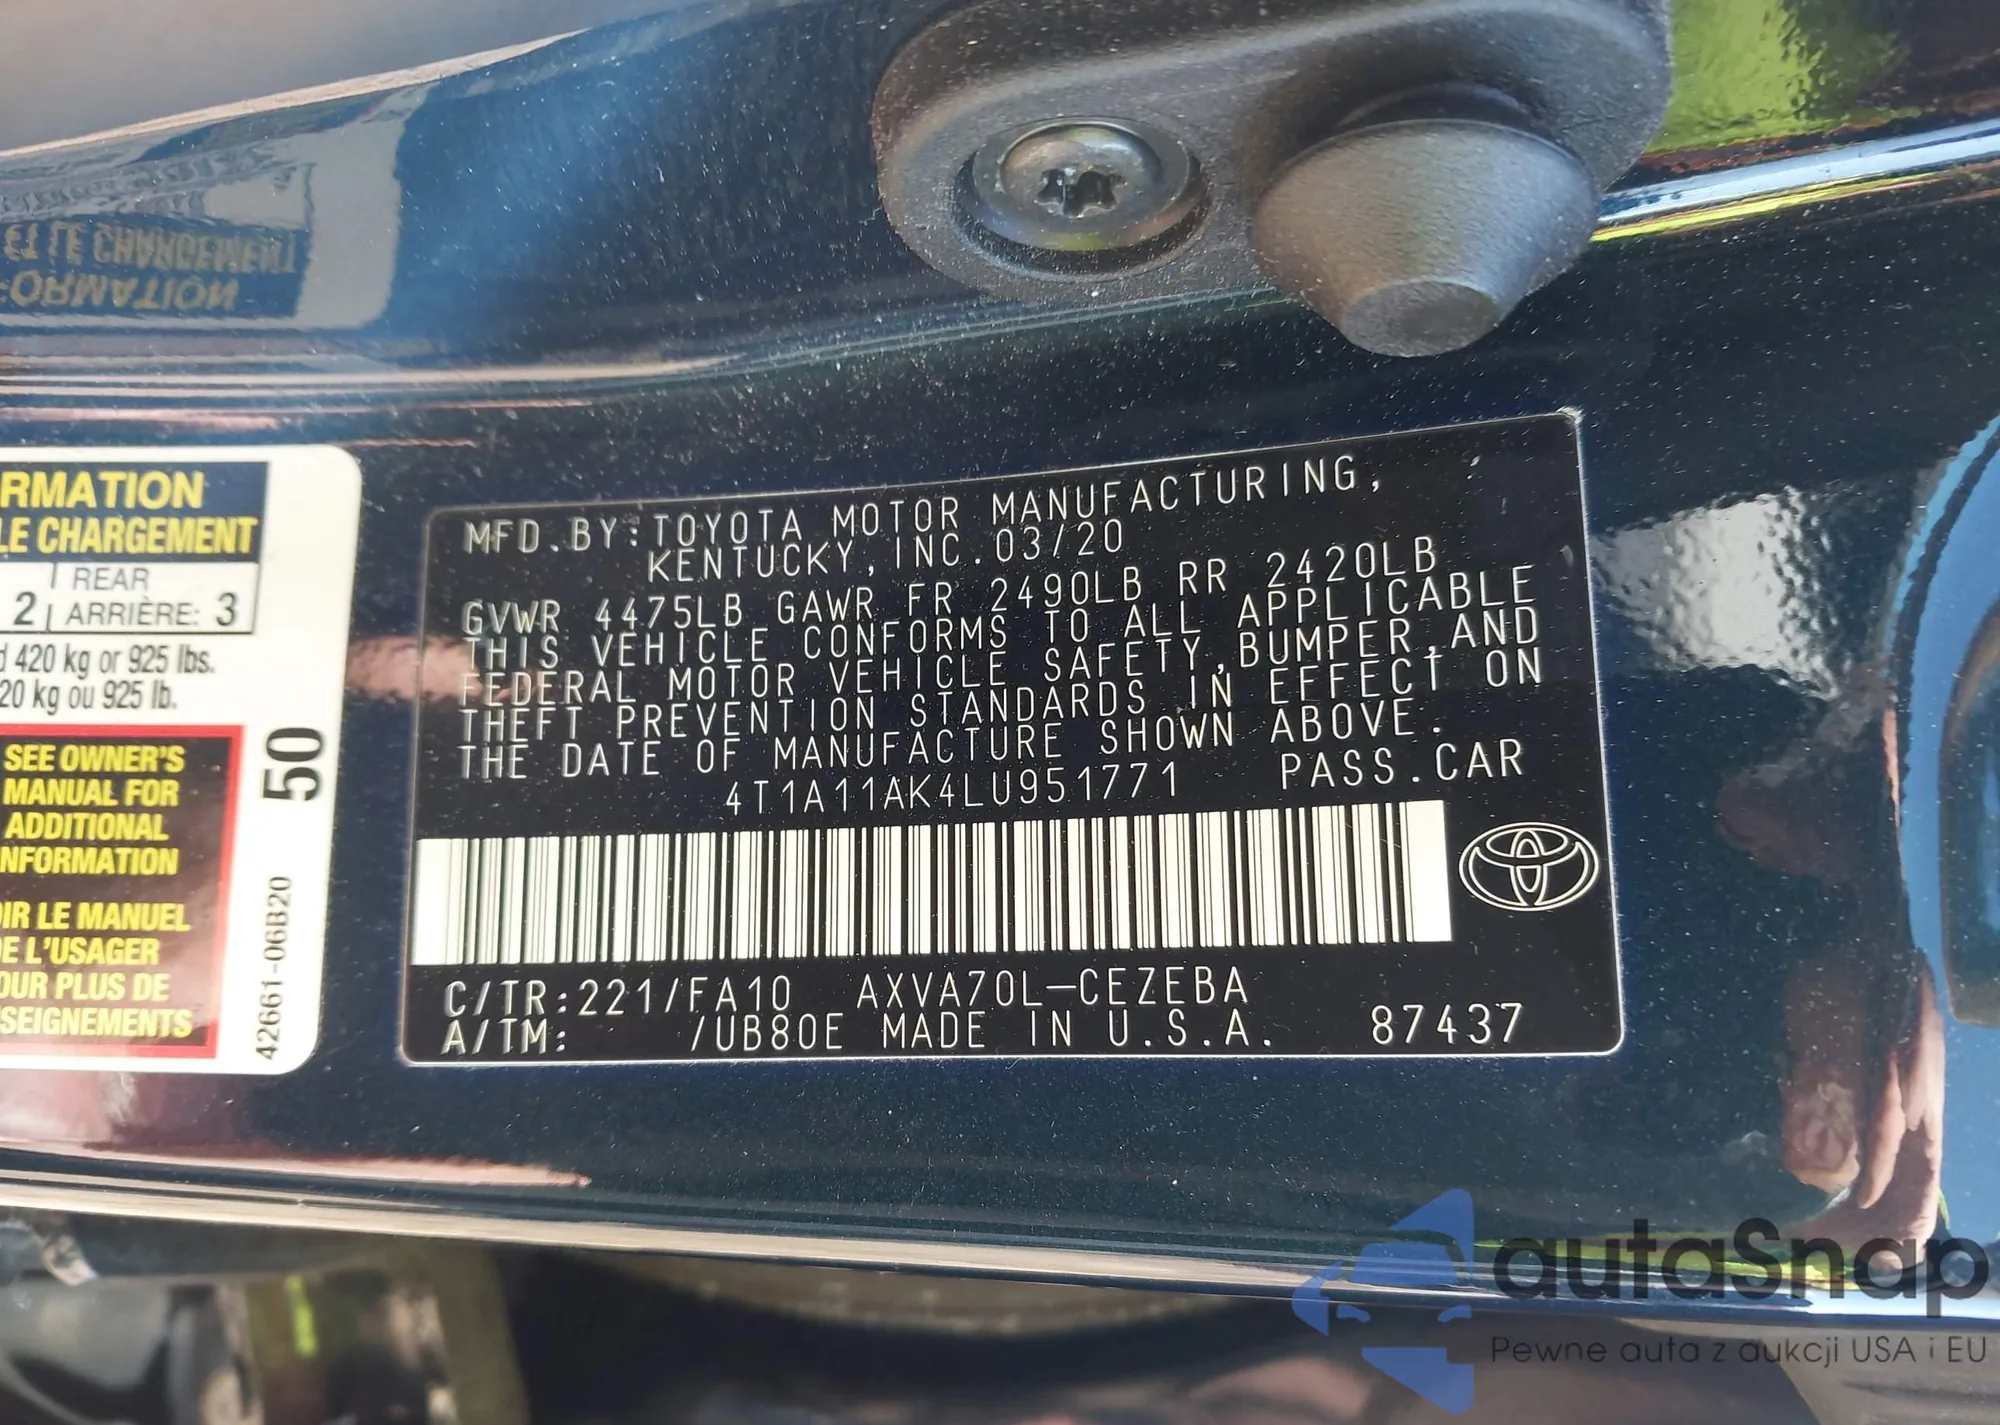 ET LE CHARGEMENT
ORMATION
RMATION
LE CHARGEMENT
2 REAR
ARRIÈRE: 3
420 kg or 925 lbs.
20 kg ou 925 lb.
SEE OWNER'S
MANUAL FOR
ADDITIONAL
NFORMATION
IR LE MANUEL
E L'USAGER
OUR PLUS DE
SEIGNEMENTS
50
42661-06B20
MFD.BY:TOYOTA MOTOR MANUFACTURING,
KENTUCKY,INC.03/20
GVWR 4475LB GAWR FR 2490LB RR 2420LB
THIS VEHICLE CONFORMS TO ALL APPLICABLE
FEDERAL MOTOR VEHICLE SAFETY,BUMPER,AND
THEFT PREVENTION STANDARDS IN EFFECT ON
THE DATE OF MANUFACTURE SHOWN ABOVE.
4T1A11AK4LU951771 PASS.CAR
C/TR:221/FA10 AXVA70L-CEZEBA
A/TM: /UB80E MADE IN U.S.A. 87437
autaSnap
Pewne auta z aukcji USA i EU